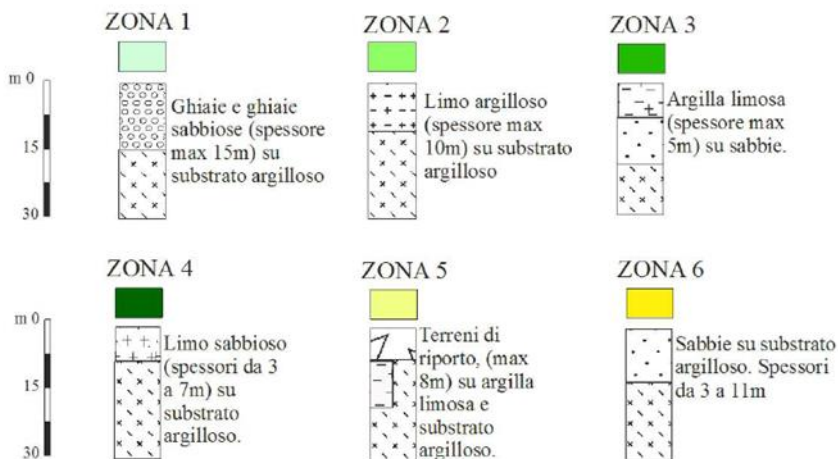 ZONA 1
ZONA 2
ZONA 3
m 0
15
30
Ghiaie e ghiaie
sabbiose (spessore
max 15m) su
substrato argilloso
Limo argilloso
(spessore max
10m) su substrato
argilloso
Argilla limosa
(spessore max
5m) su sabbie.
ZONA 4
ZONA 5
ZONA 6
m 0
15
30
Limo sabbioso
(spessori da 3
a 7m) su
substrato
argilloso.
Terreni di
riporto, (max
8m) su argilla
limosa e
substrato
argilloso.
Sabbie su substrato
argilloso. Spessori
da 3 a 11m